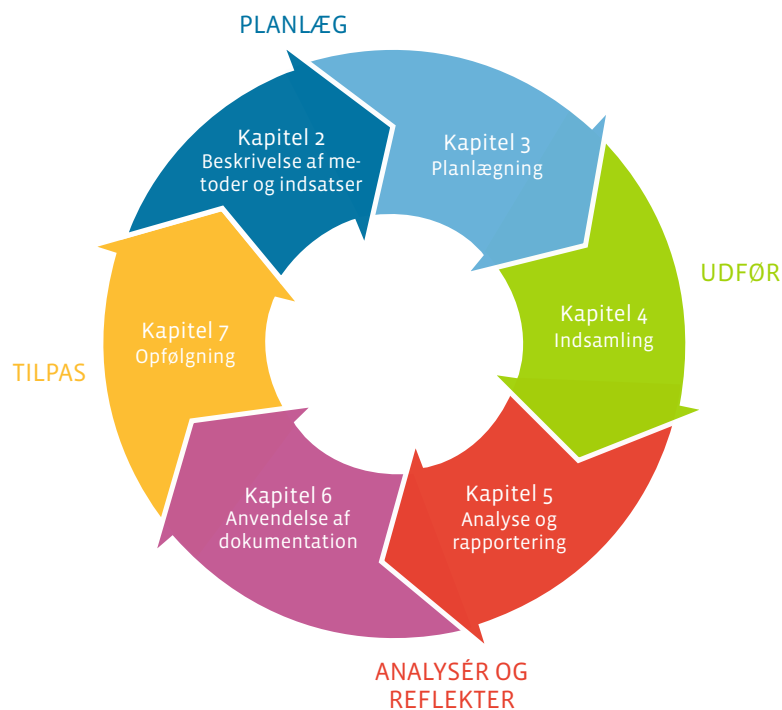 PLANLÆG
Kapitel 2
Beskrivelse af me-
toder og indsatser
Kapitel 3
Planlægning
UDFØR
Kapitel 4
Indsamling
Kapitel 5
Analyse og
rapportering
ANALYSÉR OG
REFLEKTER
Kapitel 6
Anvendelse af
dokumentation
TILPAS
Kapitel 7
Opfølgning